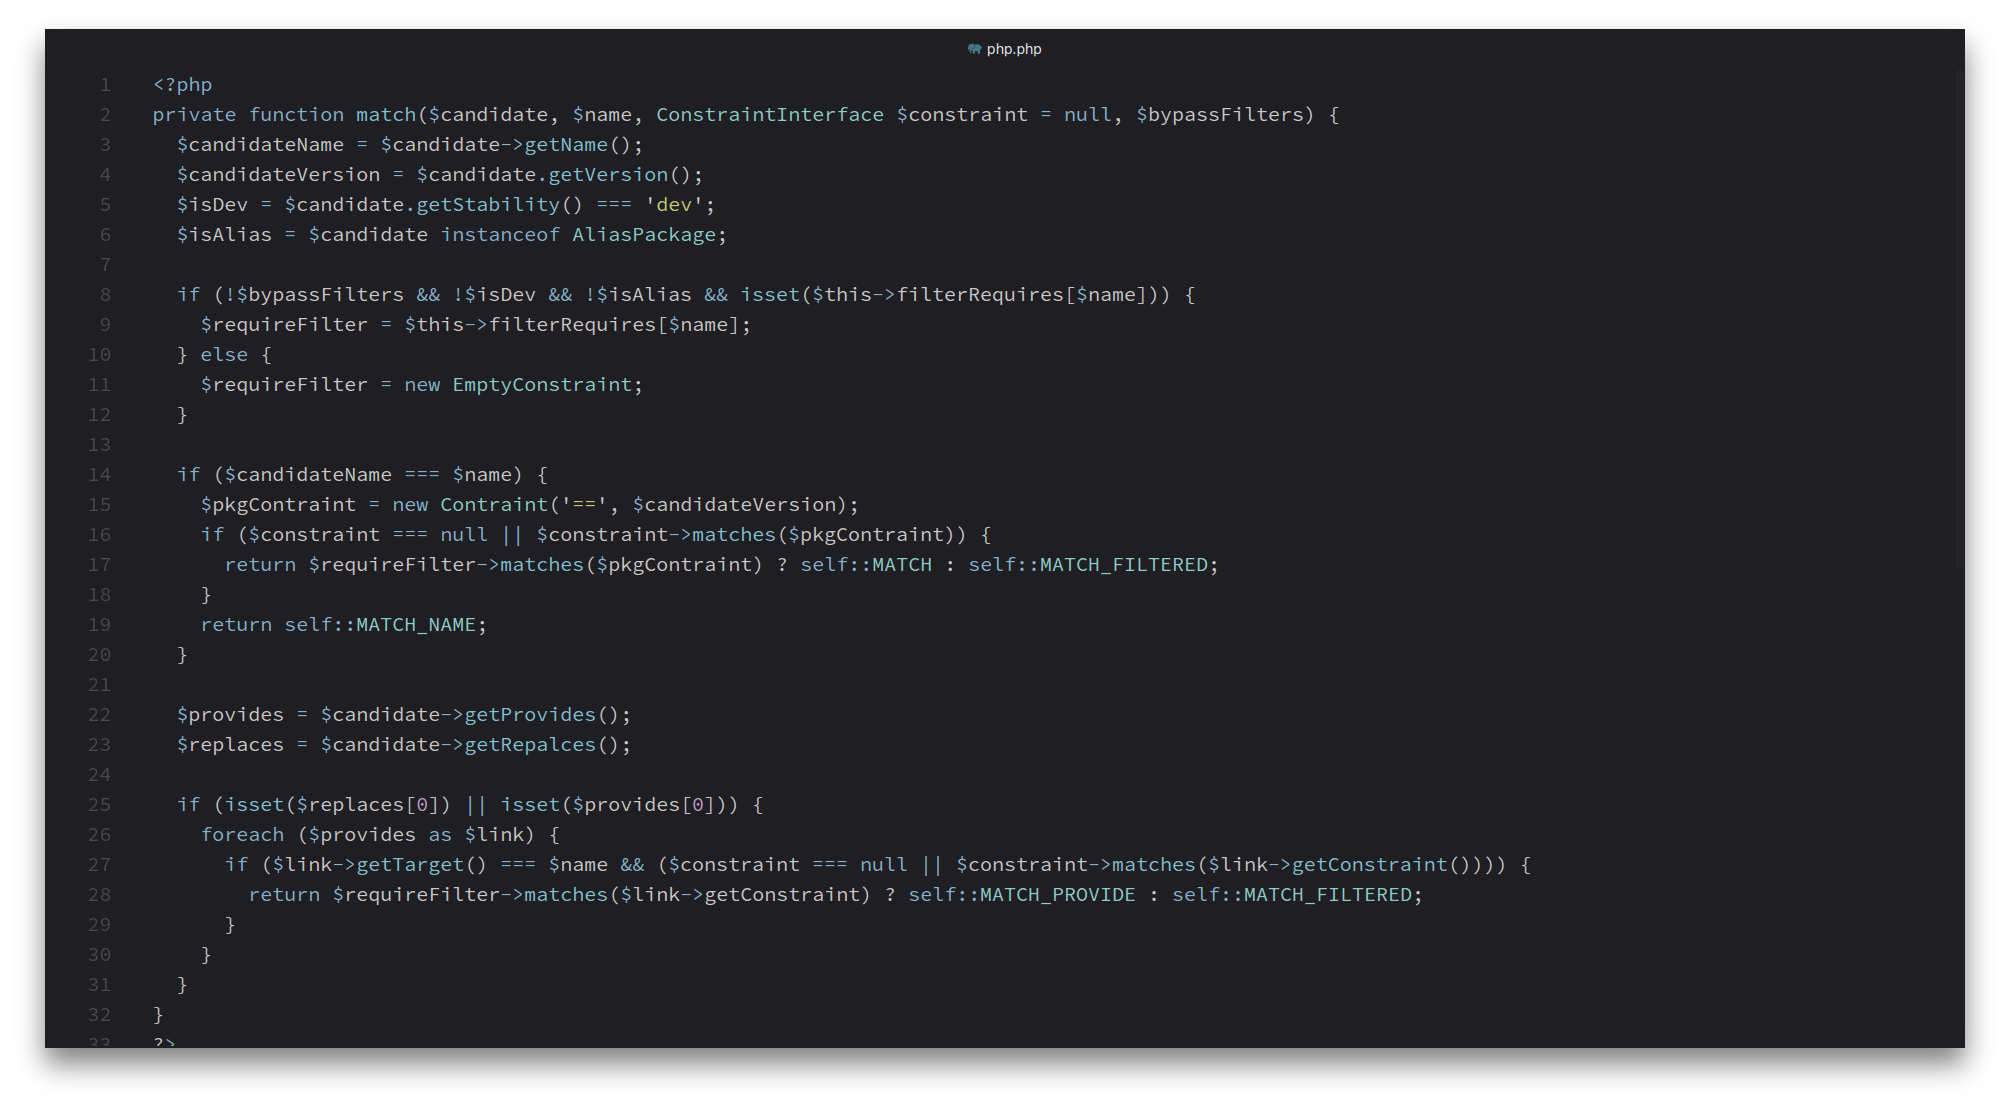 php.php
1 <?php
2 private function match($candidate, $name, ConstraintInterface $constraint = null, $bypassFilters) {
3   $candidateName = $candidate->getName();
4   $candidateVersion = $candidate.getVersion();
5   $isDev = $candidate.getStability() === 'dev';
6   $isAlias = $candidate instanceof AliasPackage;
7
8   if (!$bypassFilters && !$isDev && !$isAlias && isset($this->filterRequires[$name])) {
9     $requireFilter = $this->filterRequires[$name];
10   } else {
11     $requireFilter = new EmptyConstraint;
12   }
13
14   if ($candidateName === $name) {
15     $pkgContraint = new Contraint('==', $candidateVersion);
16     if ($constraint === null || $constraint->matches($pkgContraint)) {
17       return $requireFilter->matches($pkgContraint) ? self::MATCH : self::MATCH_FILTERED;
18     }
19     return self::MATCH_NAME;
20   }
21
22   $provides = $candidate->getProvides();
23   $replaces = $candidate->getRepalces();
24
25   if (isset($replaces[0]) || isset($provides[0])) {
26     foreach ($provides as $link) {
27       if ($link->getTarget() === $name && ($constraint === null || $constraint->matches($link->getConstraint()))) {
28         return $requireFilter->matches($link->getConstraint) ? self::MATCH_PROVIDE : self::MATCH_FILTERED;
29       }
30     }
31   }
32 }
33 ?>